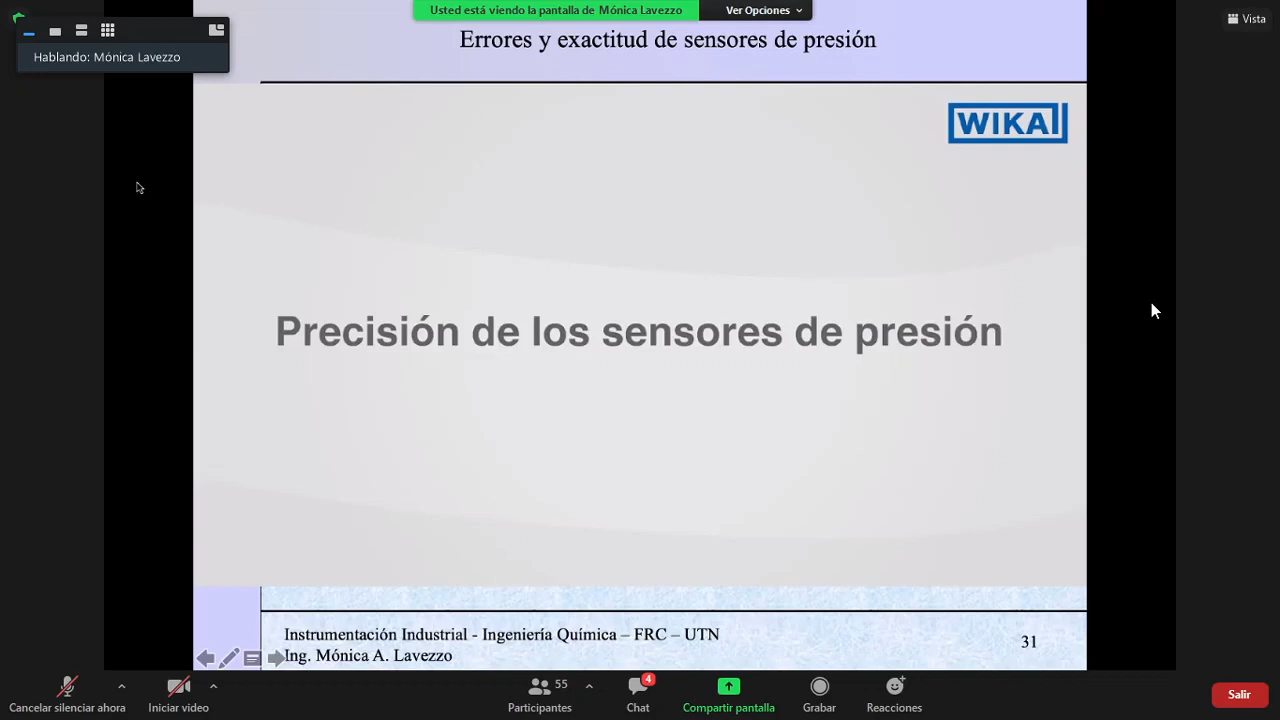 Usted está viendo la pantalla de Mónica Lavezzo
Ver Opciones
Vista
Hablando: Mónica Lavezzo
Errores y exactitud de sensores de presión
WIKA
Precisión de los sensores de presión
Instrumentación Industrial - Ingeniería Química – FRC – UTN
Ing. Mónica A. Lavezzo
31
Cancelar silenciar ahora
Iniciar video
55
Participantes
4
Chat
Compartir pantalla
Grabar
Reacciones
Salir